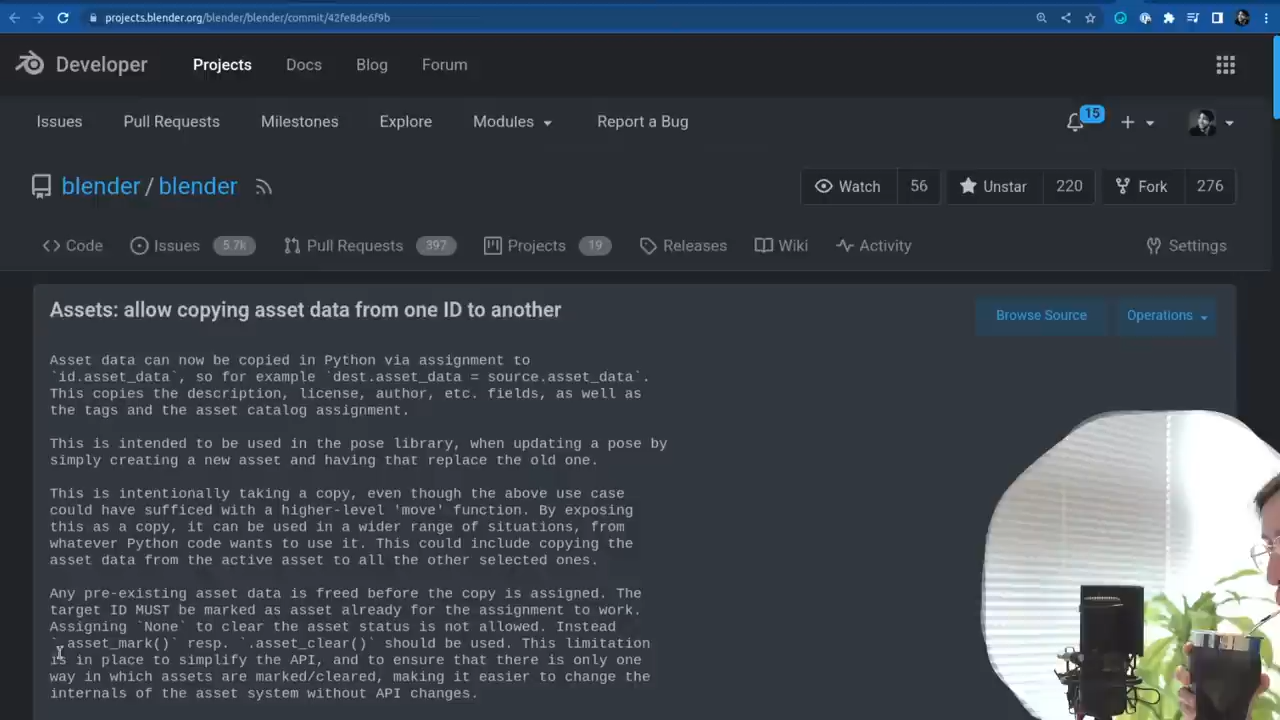 projects.blender.org/blender/blender/commit/42fe8de6f9b
Developer Projects Docs Blog Forum
Issues Pull Requests Milestones Explore Modules Report a Bug 15
blender / blender Watch 56 Unstar 220 Fork 276
Code Issues 5.7k Pull Requests 397 Projects 19 Releases Wiki Activity Settings
Assets: allow copying asset data from one ID to another Browse Source Operations
Asset data can now be copied in Python via assignment to
`id.asset_data`, so for example `dest.asset_data = source.asset_data`.
This copies the description, license, author, etc. fields, as well as
the tags and the asset catalog assignment.
This is intended to be used in the pose library, when updating a pose by
simply creating a new asset and having that replace the old one.
This is intentionally taking a copy, even though the above use case
could have sufficed with a higher-level 'move' function. By exposing
this as a copy, it can be used in a wider range of situations, from
whatever Python code wants to use it. This could include copying the
asset data from the active asset to all the other selected ones.
Any pre-existing asset data is freed before the copy is assigned. The
target ID MUST be marked as asset already for the assignment to work.
Assigning `None` to clear the asset status is not allowed. Instead
`.asset_mark()` resp. `.asset_clear()` should be used. This limitation
is in place to simplify the API, and to ensure that there is only one
way in which assets are marked/cleared, making it easier to change the
internals of the asset system without API changes.